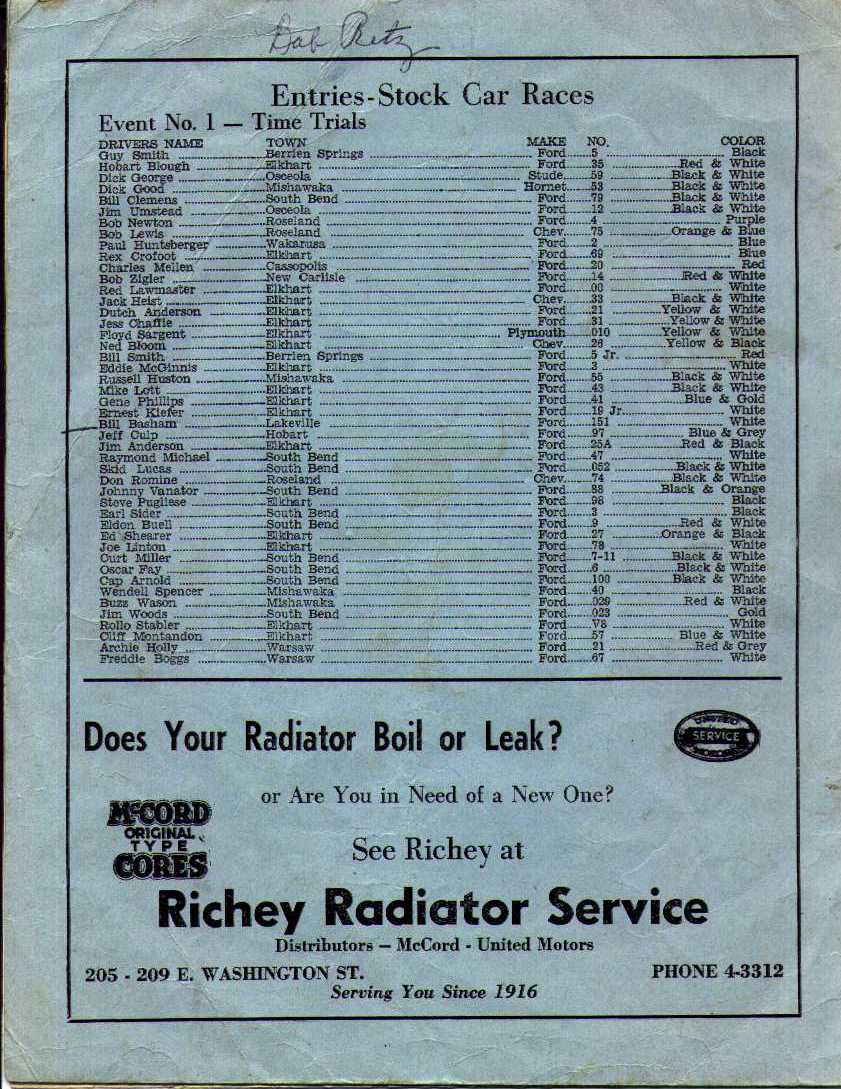 Bob Retz
Entries-Stock Car Races
Event No. 1 — Time Trials
DRIVERS NAME TOWN MAKE NO. COLOR
Guy Smith Berrien Springs Ford 5 Black
Hobart Blough Elkhart Ford 35 Red & White
Dick George Osceola Stude. 59 Black & White
Dick Good Mishawaka Hornet 53 Black & White
Bill Clemens South Bend Ford 79 Black & White
Jim Umstead Osceola Ford 12 Black & White
Bob Newton Roseland Ford 4 Purple
Bob Lewis Roseland Chev. 75 Orange & Blue
Paul Huntsberger Wakarusa Ford 2 Blue
Rex Crofoot Elkhart Ford 69 Blue
Charles Mellen Cassopolis Ford 20 Red
Bob Zigler New Carlisle Ford 14 Red & White
Red Lawmaster Elkhart Ford 00 White
Jack Heist Elkhart Chev. 33 Black & White
Dutch Anderson Elkhart Ford 21 Yellow & White
Jess Chaffie Elkhart Ford 31 Yellow & White
Floyd Sargent Elkhart Plymouth 010 Yellow & White
Ned Bloom Elkhart Chev. 26 Yellow & Black
Bill Smith Berrien Springs Ford 5 Jr. Red
Eddie McGinnis Elkhart Ford 3 White
Russell Huston Mishawaka Ford 55 Black & White
Mike Lott Elkhart Ford 43 Black & White
Gene Phillips Elkhart Ford 41 Blue & Gold
Ernest Kiefer Elkhart Ford 19 Jr. White
Bill Basham Lakeville Ford 151 White
Jeff Culp Hobart Ford 97 Blue & Grey
Jim Anderson Elkhart Ford 25A Red & Black
Raymond Michael South Bend Ford 47 White
Skid Lucas South Bend Ford 052 Black & White
Don Romine Roseland Chev. 74 Black & White
Johnny Vanator South Bend Ford 88 Black & Orange
Steve Pugliese Elkhart Ford 98 Black
Earl Sider South Bend Ford 3 Black
Eldon Buell South Bend Ford 9 Red & White
Ed Shearer Elkhart Ford 27 Orange & Black
Joe Linton Elkhart Ford 78 White
Curt Miller South Bend Ford 7-11 Black & White
Oscar Fay South Bend Ford 6 Black & White
Cap Arnold South Bend Ford 100 Black & White
Wendell Spencer Mishawaka Ford 40 Black
Buzz Wason Mishawaka Ford 029 Red & White
Jim Woods South Bend Ford 023 Gold
Rollo Stabler Elkhart Ford V8 White
Cliff Montandon Elkhart Ford 57 Blue & White
Archie Holly Warsaw Ford 21 Red & Grey
Freddie Boggs Warsaw Ford 67 White
Does Your Radiator Boil or Leak?
UNITED
SERVICE
MOTORS
or Are You in Need of a New One?
McCORD
ORIGINAL
TYPE
CORES
See Richey at
Richey Radiator Service
Distributors — McCord - United Motors
205 - 209 E. WASHINGTON ST. PHONE 4-3312
Serving You Since 1916